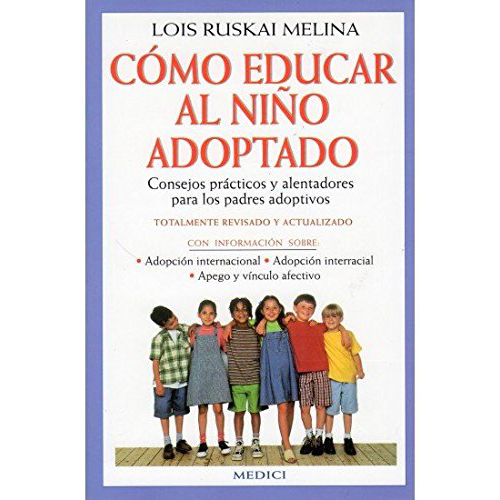 LOIS RUSKAI MELINA
CÓMO EDUCAR
AL NIÑO
ADOPTADO
Consejos prácticos y alentadores
para los padres adoptivos
TOTALMENTE REVISADO Y ACTUALIZADO
CON INFORMACIÓN SOBRE:
• Adopción internacional • Adopción interracial
• Apego y vínculo afectivo
MEDICI